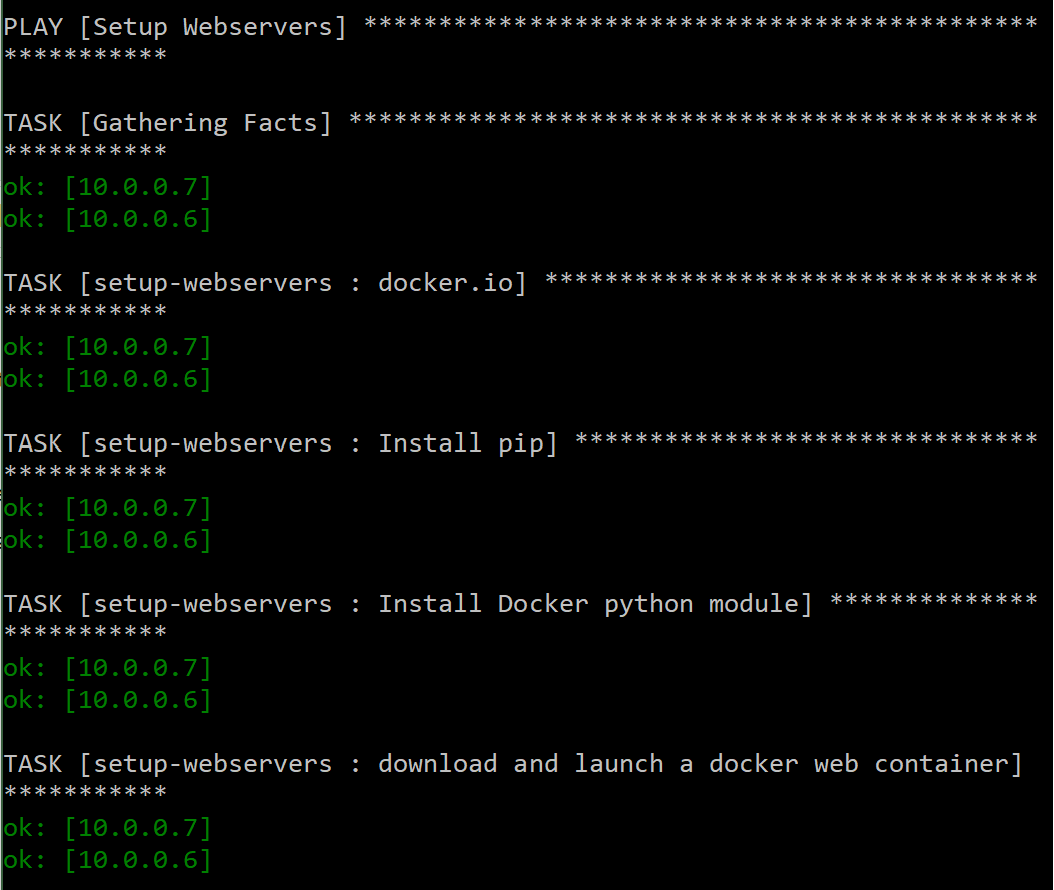 PLAY [Setup Webservers] *********************************************
***********
TASK [Gathering Facts] **********************************************
***********
ok: [10.0.0.7]
ok: [10.0.0.6]
TASK [setup-webservers : docker.io] *********************************
***********
ok: [10.0.0.7]
ok: [10.0.0.6]
TASK [setup-webservers : Install pip] *******************************
***********
ok: [10.0.0.7]
ok: [10.0.0.6]
TASK [setup-webservers : Install Docker python module] **************
***********
ok: [10.0.0.7]
ok: [10.0.0.6]
TASK [setup-webservers : download and launch a docker web container]
***********
ok: [10.0.0.7]
ok: [10.0.0.6]